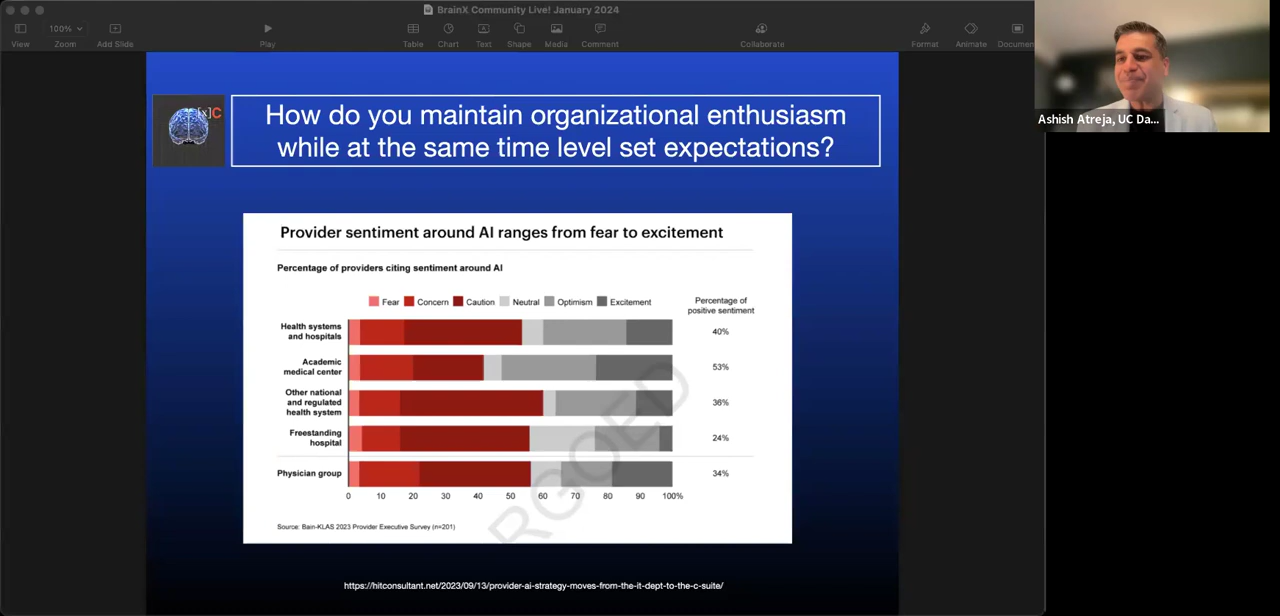 BrainX Community Live! January 2024
100%
View
Zoom
Add Slide
Play
Table
Chart
Text
Shape
Media
Comment
Collaborate
Format
Animate
Documen
Ashish Atreja, UC Da...
[x]C
How do you maintain organizational enthusiasm
while at the same time level set expectations?
Provider sentiment around AI ranges from fear to excitement
Percentage of providers citing sentiment around AI
Fear Concern Caution Neutral Optimism Excitement
Percentage of
positive sentiment
Health systems
and hospitals
40%
Academic
medical center
53%
Other national
and regulated
health system
36%
Freestanding
hospital
24%
Physician group
34%
0 10 20 30 40 50 60 70 80 90 100%
RGOED
Source: Bain-KLAS 2023 Provider Executive Survey (n=201)
https://hitconsultant.net/2023/09/13/provider-ai-strategy-moves-from-the-it-dept-to-the-c-suite/